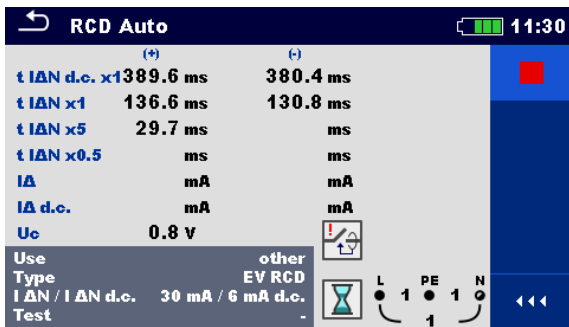 RCD Auto 11:30
(+) (-)
t IΔN d.c. x1 389.6 ms 380.4 ms
t IΔN x1 136.6 ms 130.8 ms
t IΔN x5 29.7 ms ms
t IΔN x0.5 ms ms
IΔ mA mA
IΔ d.c. mA mA
Uc 0.8 V
Use other
Type EV RCD
I ΔN / I ΔN d.c. 30 mA / 6 mA d.c.
Test -
L PE N
1 1
1